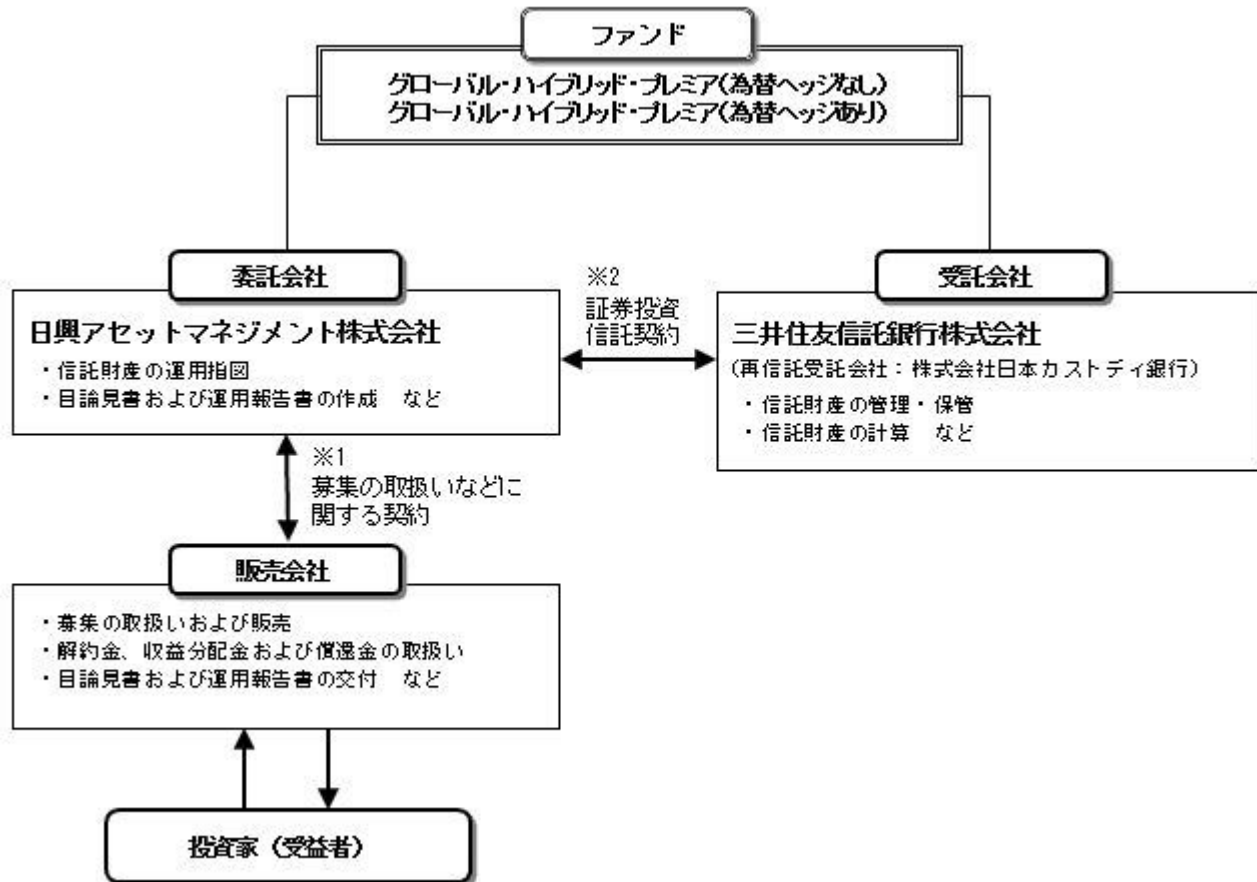 ファンド
グローバル・ハイブリッド・プレミア(為替ヘッジなし)
グローバル・ハイブリッド・プレミア(為替ヘッジあり)
委託会社
日興アセットマネジメント株式会社
・信託財産の運用指図
・目論見書および運用報告書の作成 など
※2
証券投資
信託契約
受託会社
三井住友信託銀行株式会社
(再信託受託会社：株式会社日本カストディ銀行)
・信託財産の管理・保管
・信託財産の計算 など
※1
募集の取扱いなどに
関する契約
販売会社
・募集の取扱いおよび販売
・解約金、収益分配金および償還金の取扱い
・目論見書および運用報告書の交付 など
投資家（受益者）